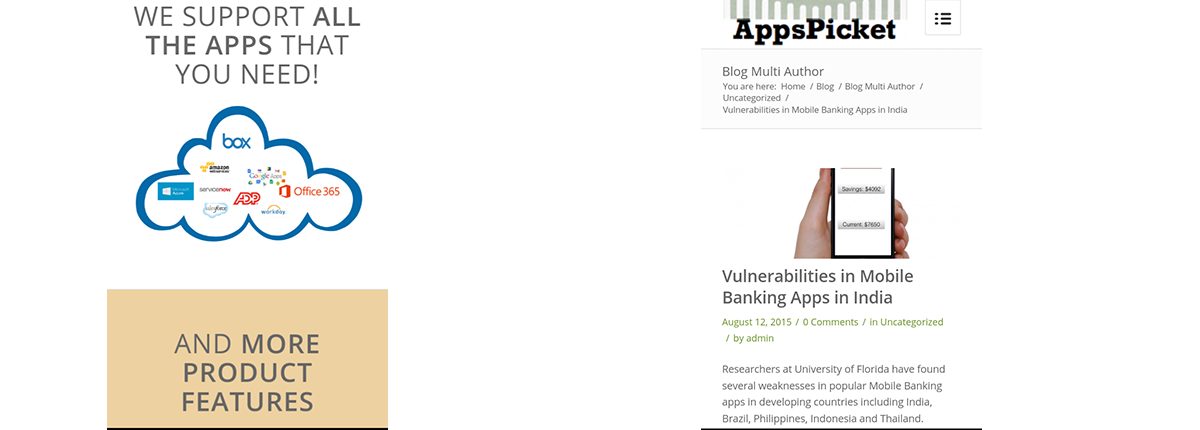 WE SUPPORT ALL
THE APPS THAT
YOU NEED!
box
amazon
web services
Google Apps
Microsoft
Azure
servicenow
ADP
Office 365
salesforce
workday
AND MORE
PRODUCT
FEATURES
AppsPicket
Blog Multi Author
You are here: Home / Blog / Blog Multi Author /
Uncategorized /
Vulnerabilities in Mobile Banking Apps in India
Savings: $4092
Current: $7650
Vulnerabilities in Mobile
Banking Apps in India
August 12, 2015 / 0 Comments / in Uncategorized
/ by admin
Researchers at University of Florida have found
several weaknesses in popular Mobile Banking
apps in developing countries including India,
Brazil, Philippines, Indonesia and Thailand.